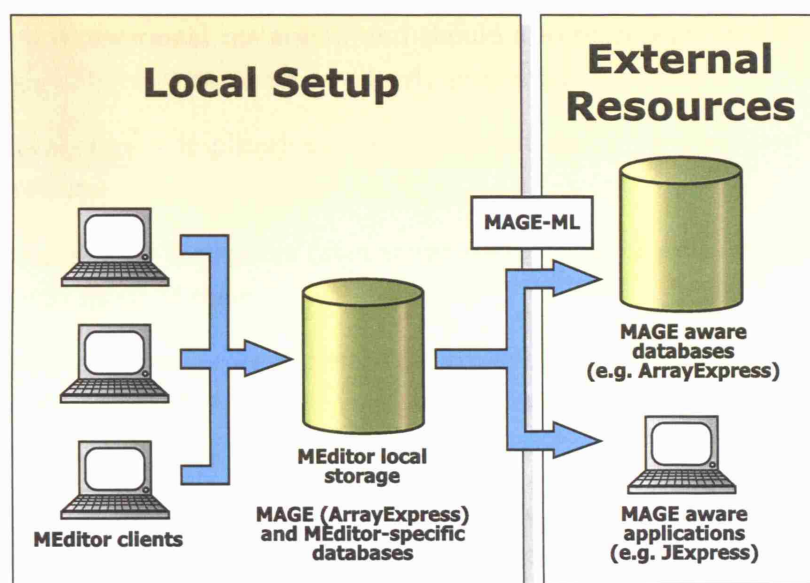 Local Setup
MEditor clients
MEditor local
storage
MAGE (ArrayExpress)
and MEditor-specific
databases
MAGE-ML
External
Resources
MAGE aware
databases
(e.g. ArrayExpress)
MAGE aware
applications
(e.g. JExpress)